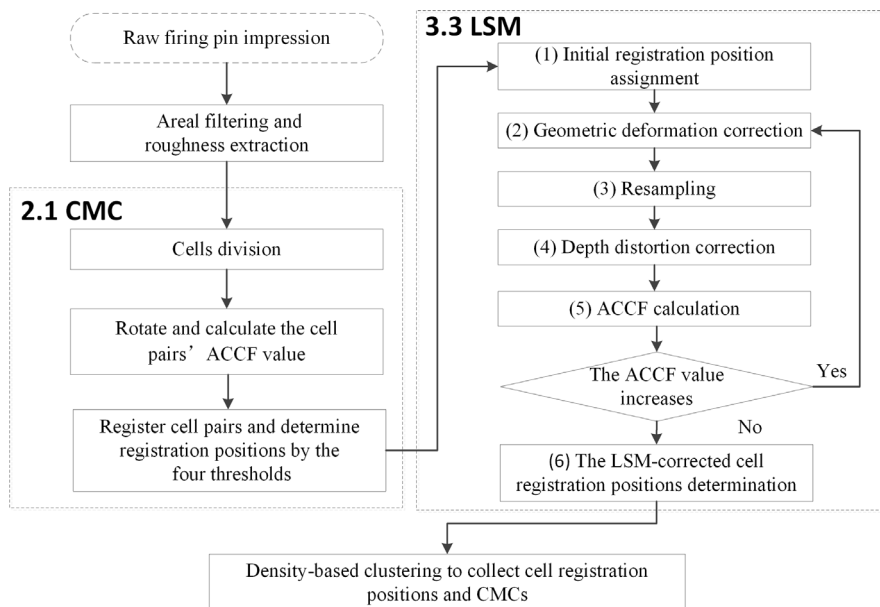 Raw firing pin impression
Areal filtering and
roughness extraction
2.1 CMC
Cells division
Rotate and calculate the cell
pairs’ ACCF value
Register cell pairs and determine
registration positions by the
four thresholds
3.3 LSM
(1) Initial registration position
assignment
(2) Geometric deformation correction
(3) Resampling
(4) Depth distortion correction
(5) ACCF calculation
The ACCF value
increases
Yes
No
(6) The LSM-corrected cell
registration positions determination
Density-based clustering to collect cell registration
positions and CMCs